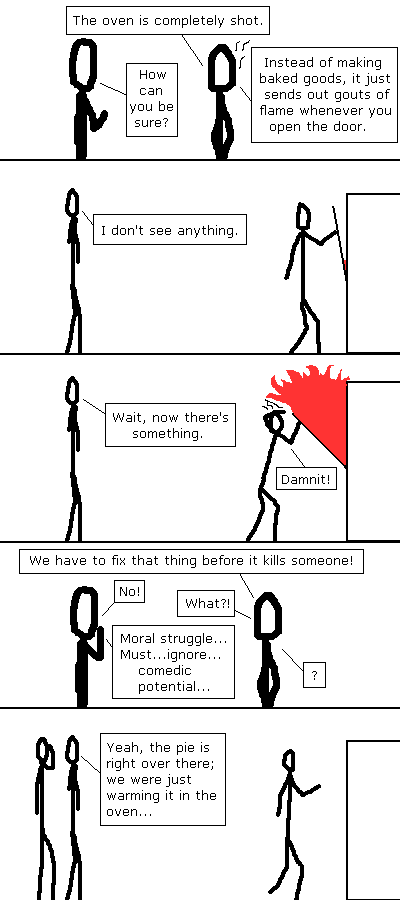 The oven is completely shot.
How
can
you be
sure?
Instead of making
baked goods, it just
sends out gouts of
flame whenever you
open the door.
I don't see anything.
Wait, now there's
something.
Damnit!
We have to fix that thing before it kills someone!
No!
What?!
Moral struggle...
Must...ignore...
comedic
potential...
?
Yeah, the pie is
right over there;
we were just
warming it in the
oven...